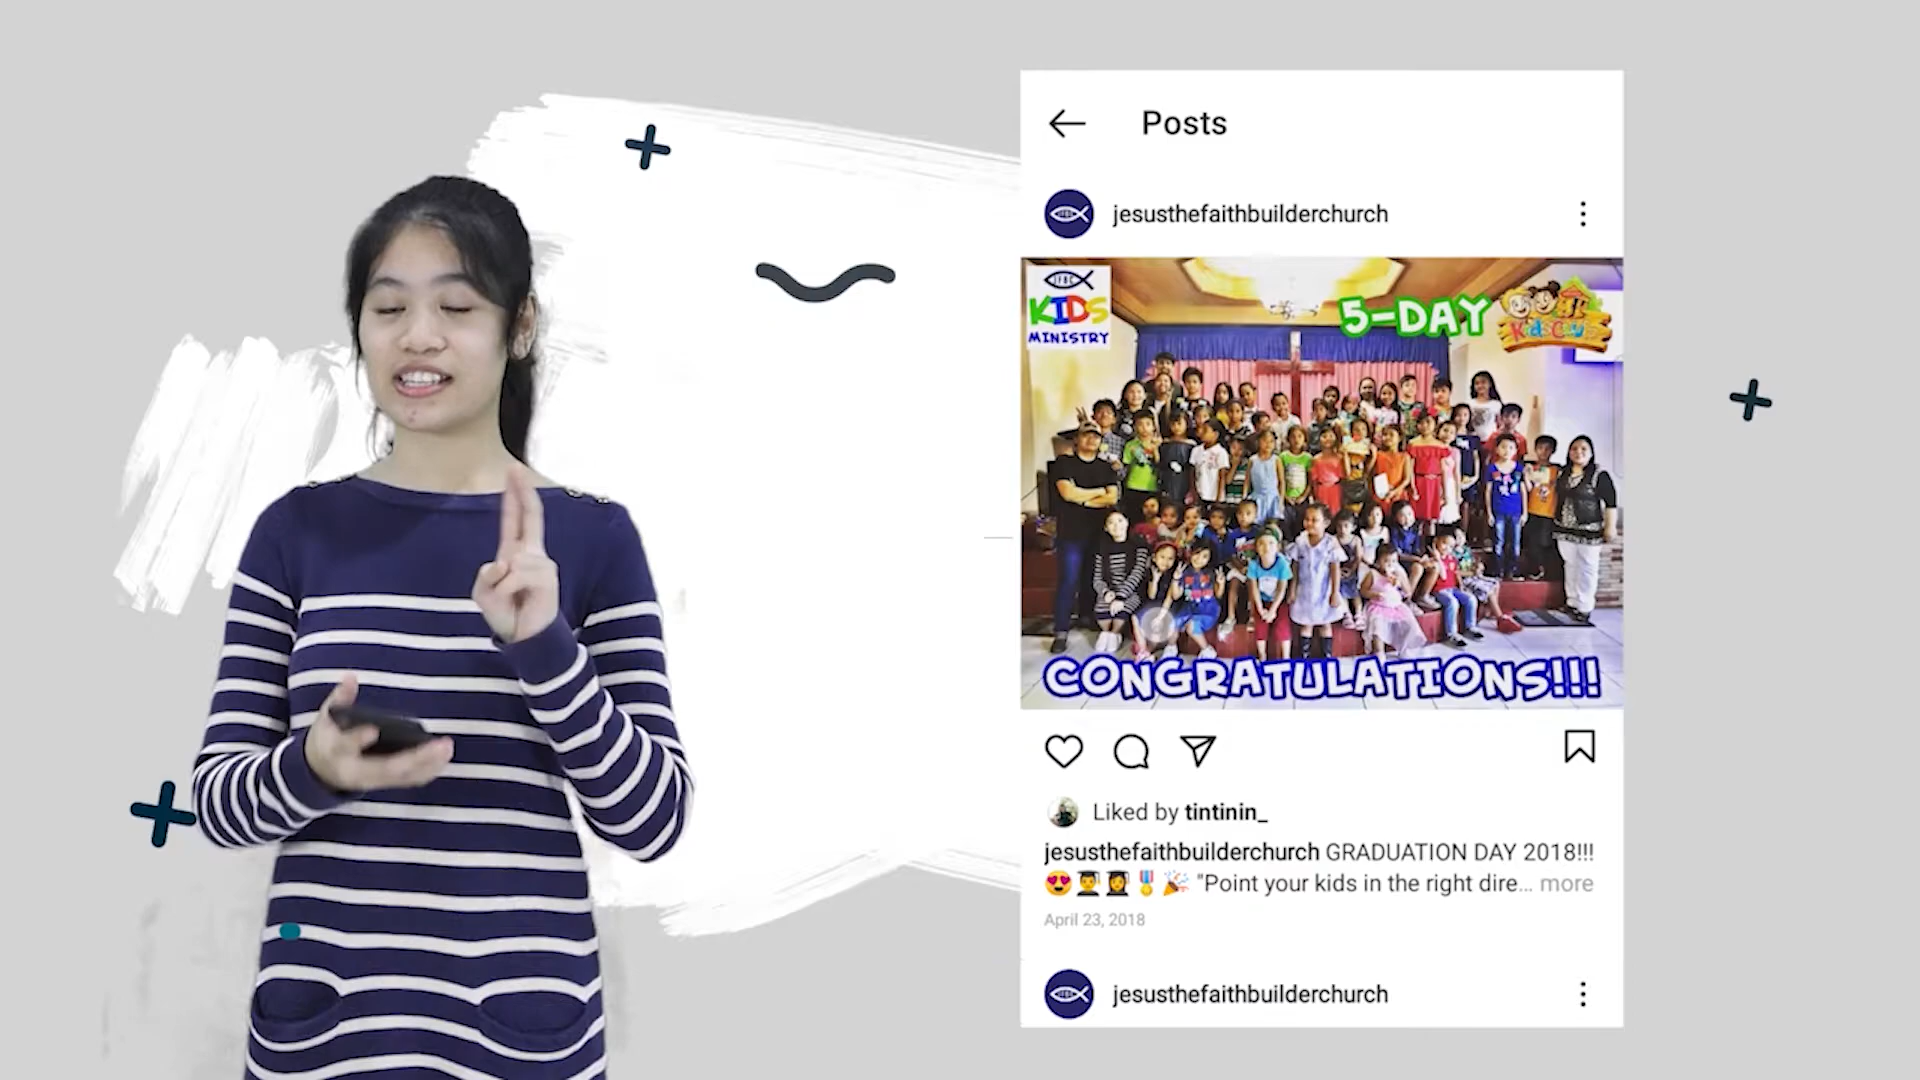 Posts
jesusthefaithbuilderchurch
JFBC
KIDS
MINISTRY
5-DAY
CONGRATULATIONS!!!
Liked by tintinin_
jesusthefaithbuilderchurch GRADUATION DAY 2018!!!
😍👨‍🎓👩‍🎓🎖️🎉 "Point your kids in the right dire... more
April 23, 2018
jesusthefaithbuilderchurch